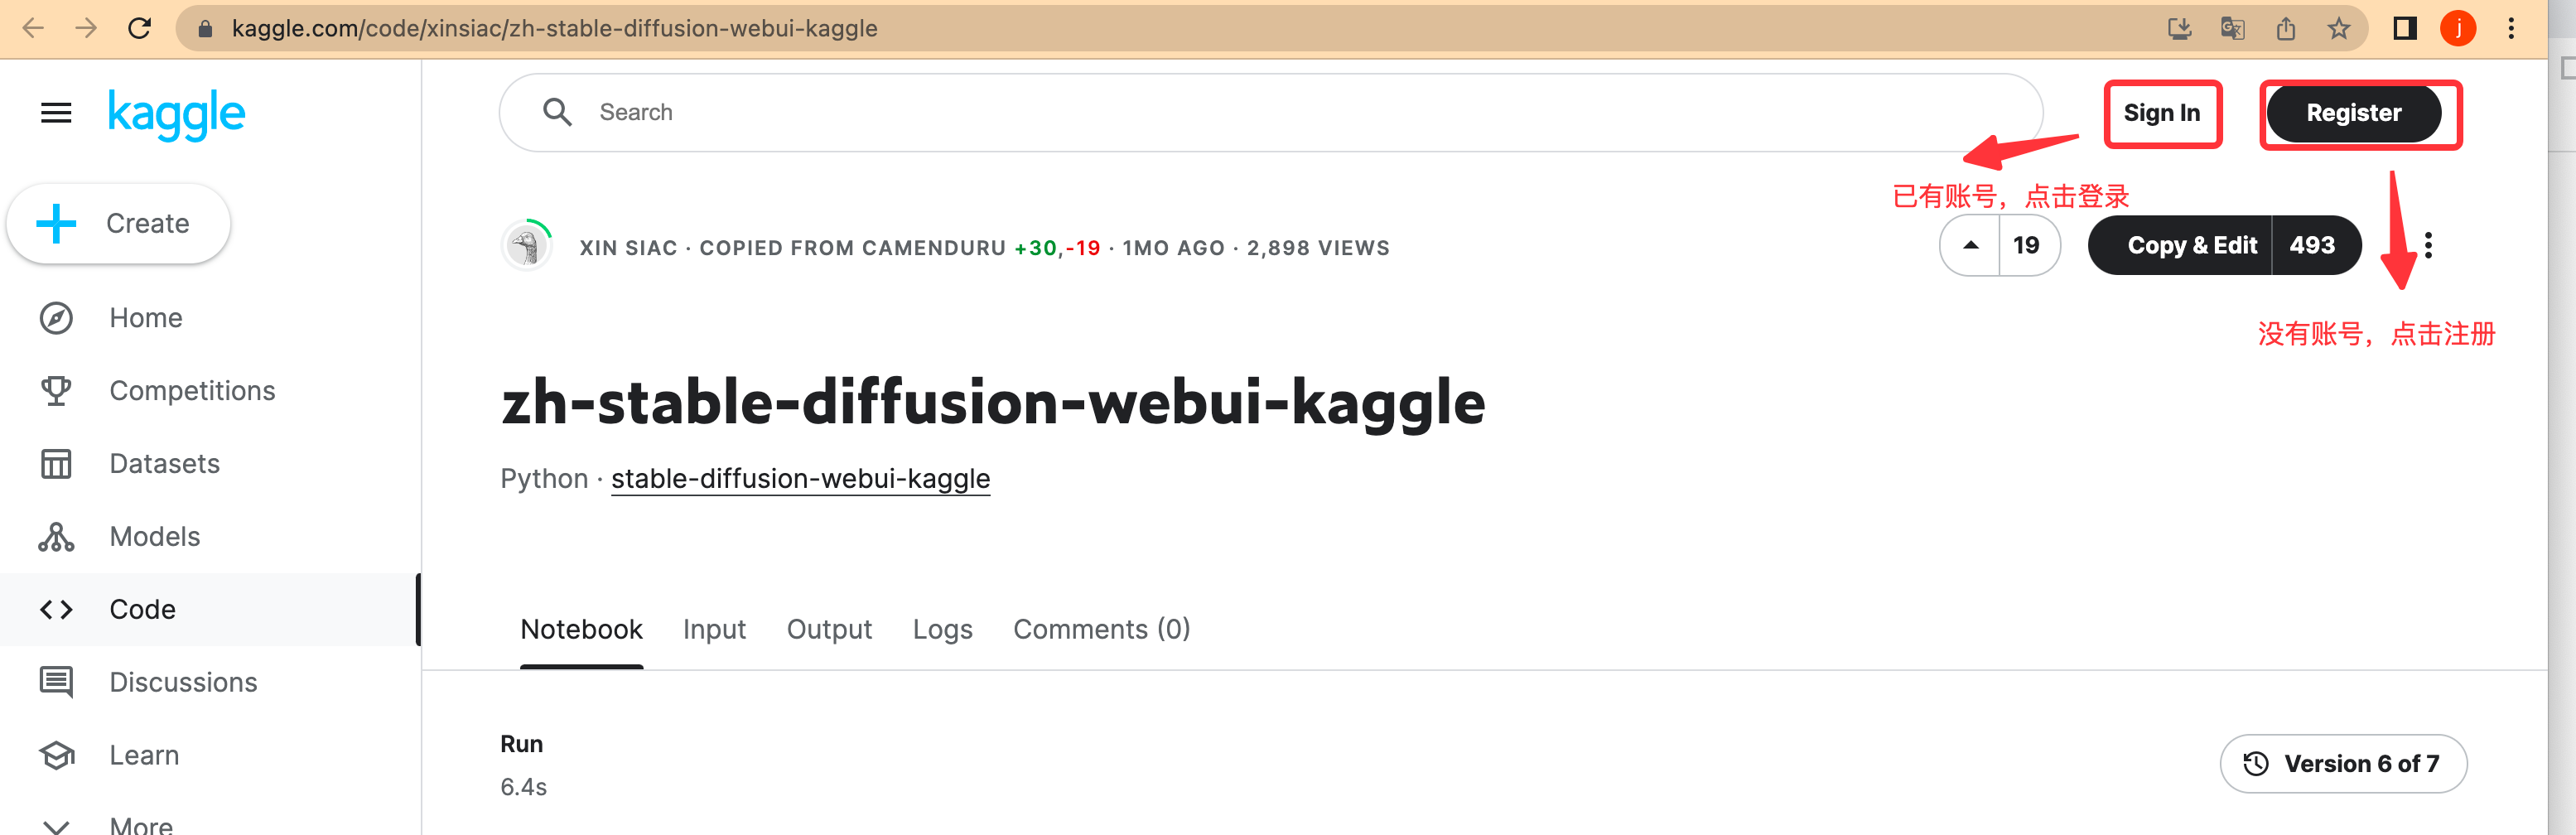 kaggle.com/code/xinsiac/zh-stable-diffusion-webui-kaggle
j
kaggle
Search
Sign In
Register
已有账号，点击登录
Create
XIN SIAC · COPIED FROM CAMENDURU +30,-19 · 1MO AGO · 2,898 VIEWS
19
Copy & Edit 493
没有账号，点击注册
Home
Competitions
Datasets
Models
Code
Discussions
Learn
More
zh-stable-diffusion-webui-kaggle
Python · stable-diffusion-webui-kaggle
Notebook Input Output Logs Comments (0)
Run
6.4s
Version 6 of 7